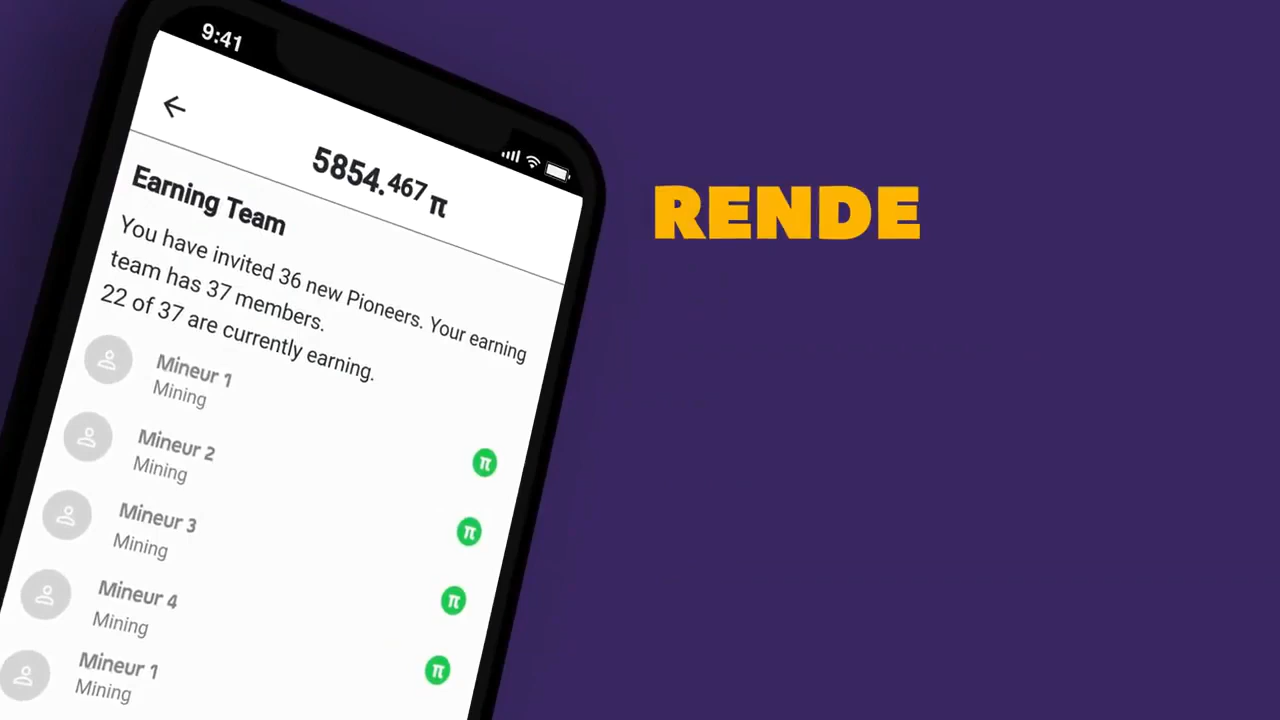 9:41
5854.467 π
Earning Team
You have invited 36 new Pioneers. Your earning
team has 37 members.
22 of 37 are currently earning.
Mineur 1
Mining
Mineur 2
Mining
π
Mineur 3
Mining
π
Mineur 4
Mining
π
Mineur 1
Mining
π
RENDE